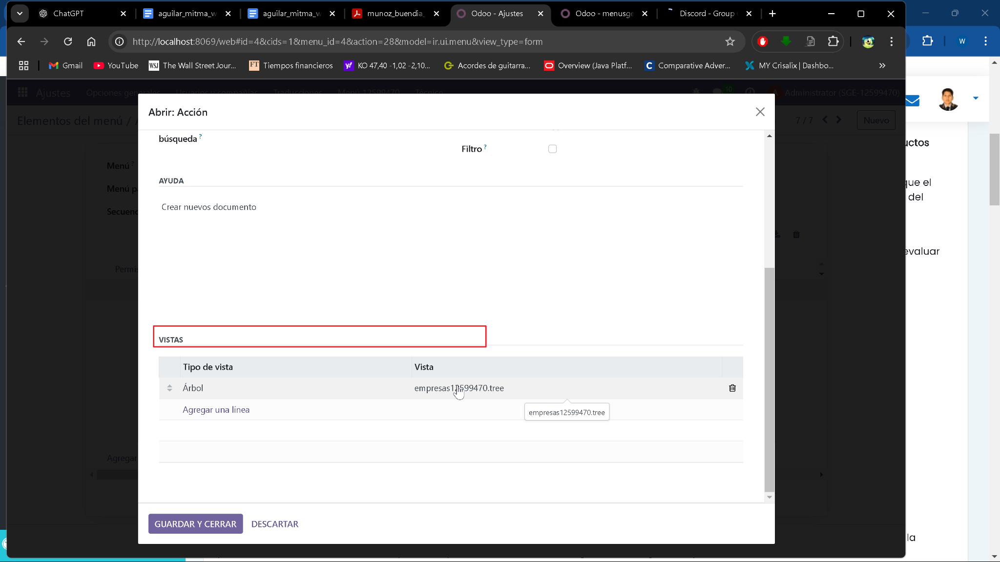 ChatGPT
aguilar_mitma_w
aguilar_mitma_w
munoz_buendia_
Odoo - Ajustes
Odoo - menusge
Discord - Group
http://localhost:8069/web#id=4&cids=1&menu_id=4&action=28&model=ir.ui.menu&view_type=form
W
Gmail
YouTube
WSJ The Wall Street Jour...
FT Tiempos financieros
KO 47,40 -1,02 -2,10...
Acordes de guitarra...
Overview (Java Platf...
C Comparative Adver...
MY Crisalix | Dashbo...
Ajustes
Opciones generales
Usuarios y compañías
Traducciones
Menú 12599470
Técnico
10
Administrator (SGE-12599470)
Elementos del menú /
7 / 7
Nuevo
Menú ?
Menú p
Secuenc
Permis
Agregar
Abrir: Acción
búsqueda ?
Filtro ?
AYUDA
Crear nuevos documento
VISTAS
Tipo de vista
Vista
Árbol
empresas12599470.tree
Agregar una línea
empresas12599470.tree
GUARDAR Y CERRAR
DESCARTAR
uctos
que el
del
evaluar
la